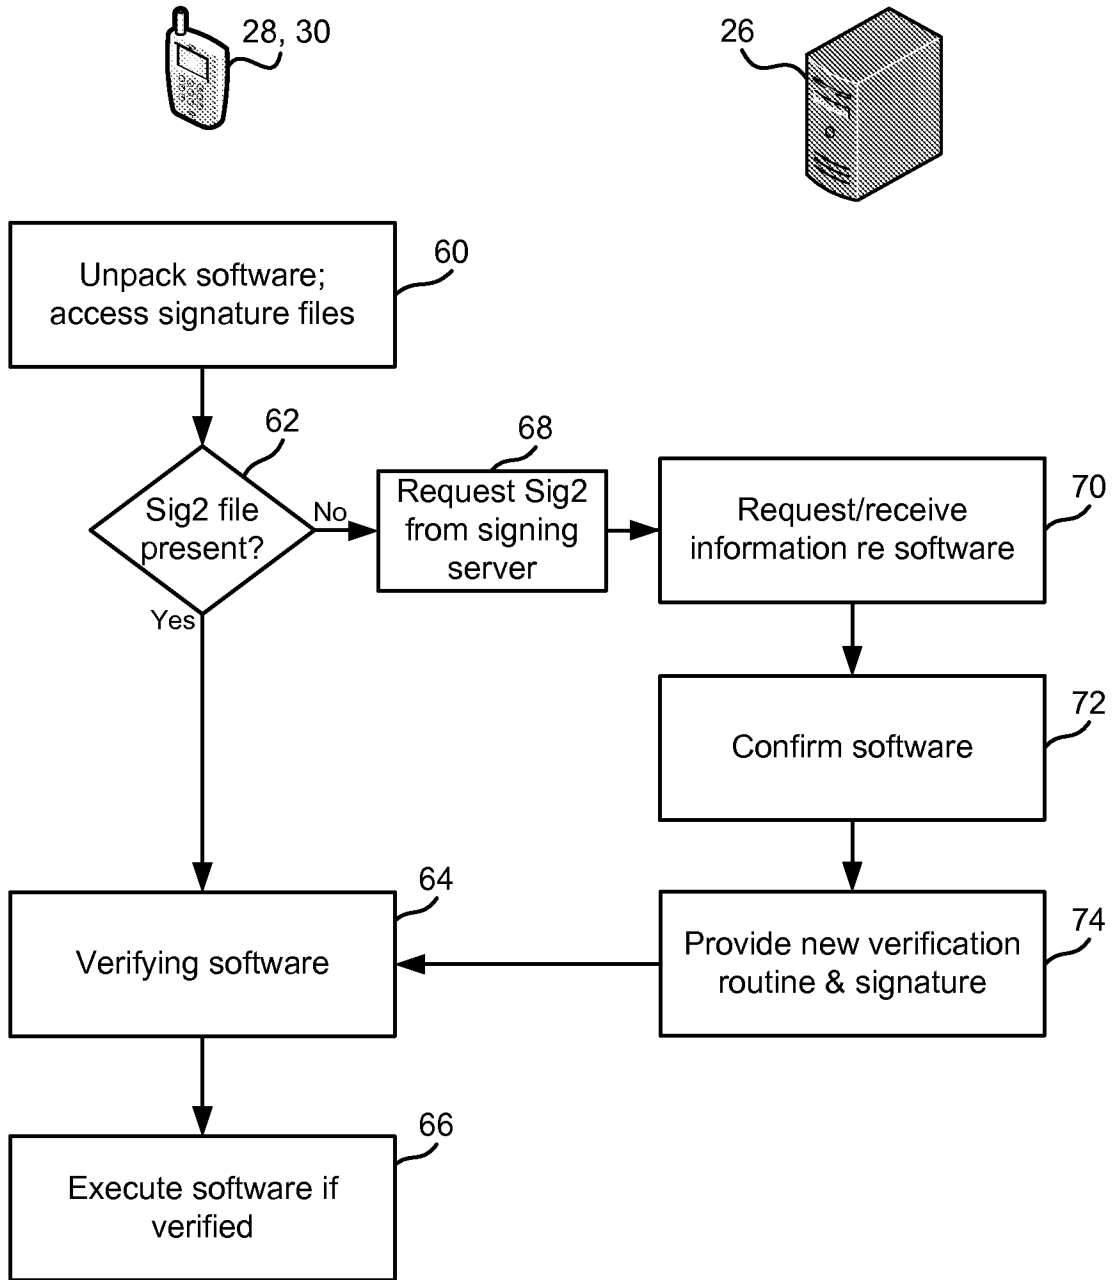 28, 30
26
Unpack software;
access signature files
60
62
Sig2 file
present?
No
Yes
68
Request Sig2
from signing
server
70
Request/receive
information re software
72
Confirm software
64
Verifying software
74
Provide new verification
routine & signature
66
Execute software if
verified